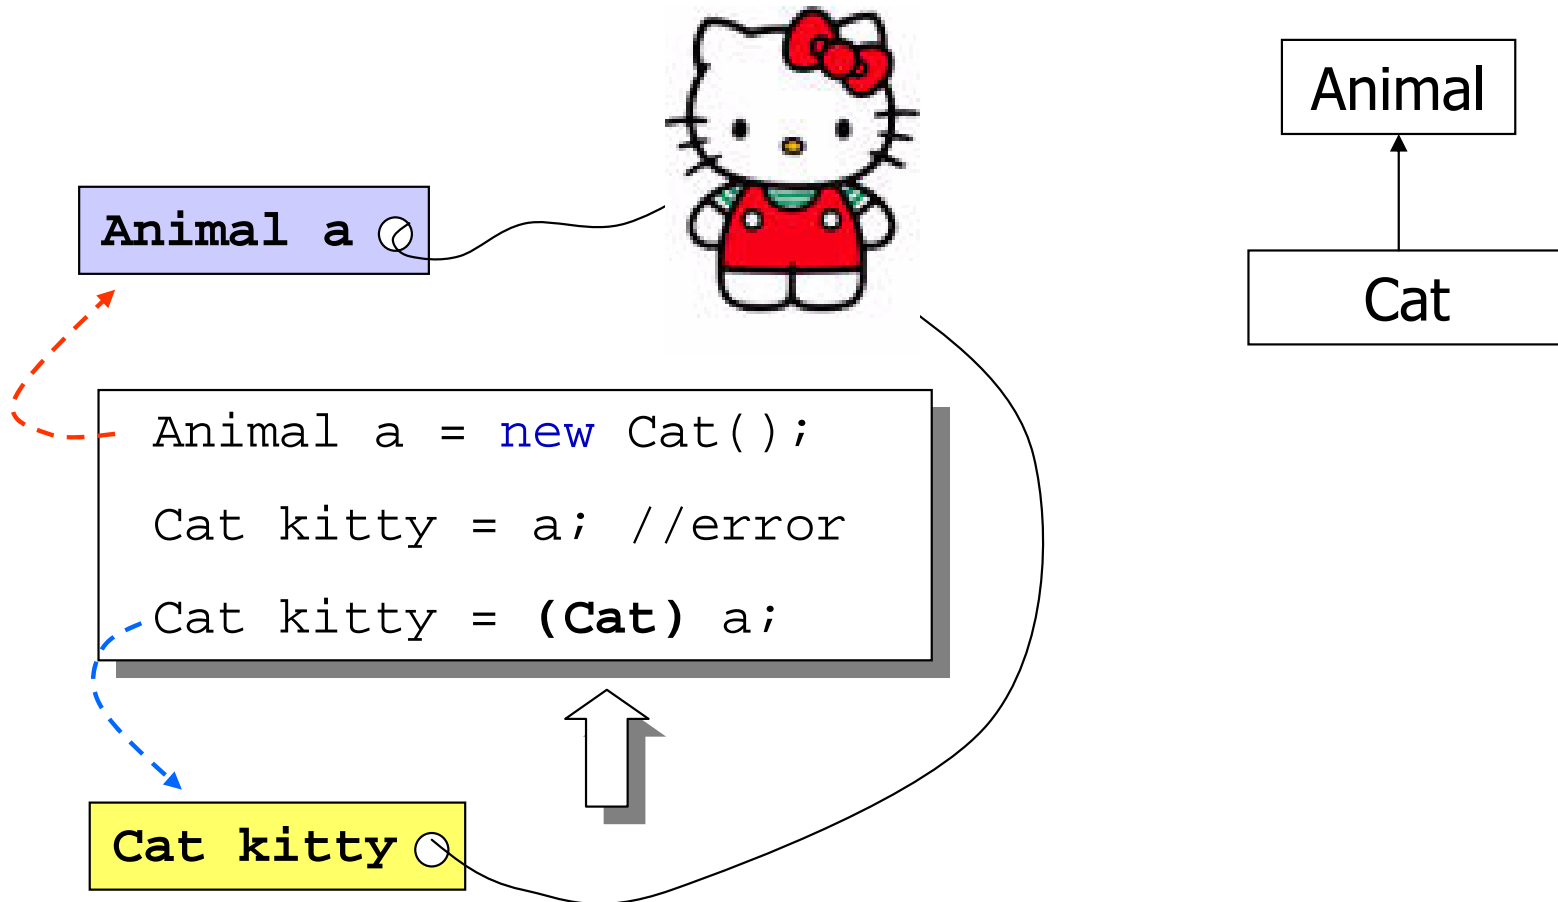 Animal
Animal a
Cat
Animal a = new Cat();
Cat kitty = a; //error
Cat kitty = (Cat) a;
Cat kitty